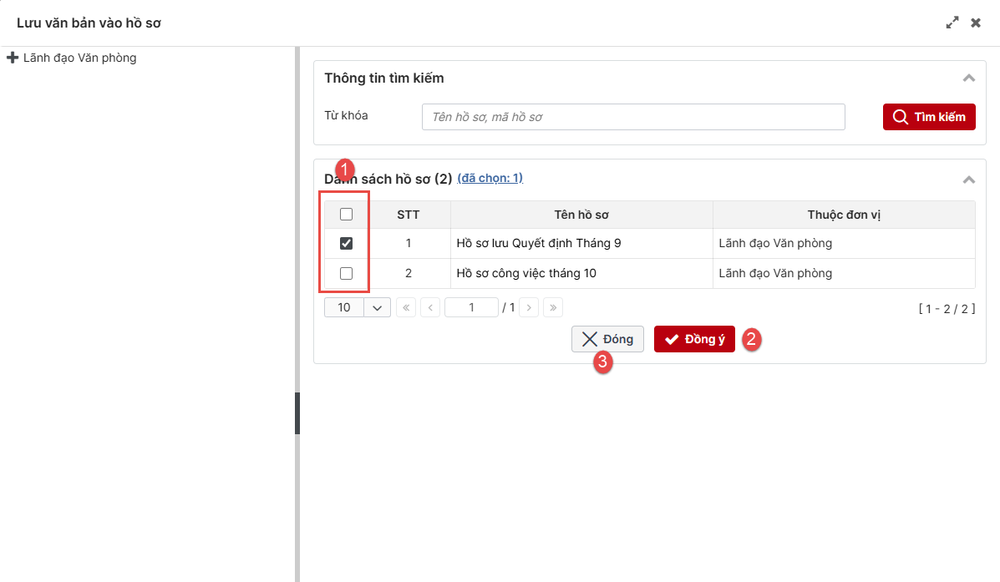 Lưu văn bản vào hồ sơ
Lãnh đạo Văn phòng
Thông tin tìm kiếm
Từ khóa
Tên hồ sơ, mã hồ sơ
Tìm kiếm
1
Danh sách hồ sơ (2) (đã chọn: 1)
STT Tên hồ sơ Thuộc đơn vị
1 Hồ sơ lưu Quyết định Tháng 9 Lãnh đạo Văn phòng
2 Hồ sơ công việc tháng 10 Lãnh đạo Văn phòng
10 « ‹ 1 / 1 › » [ 1 - 2 / 2 ]
Đóng Đồng ý 2
3